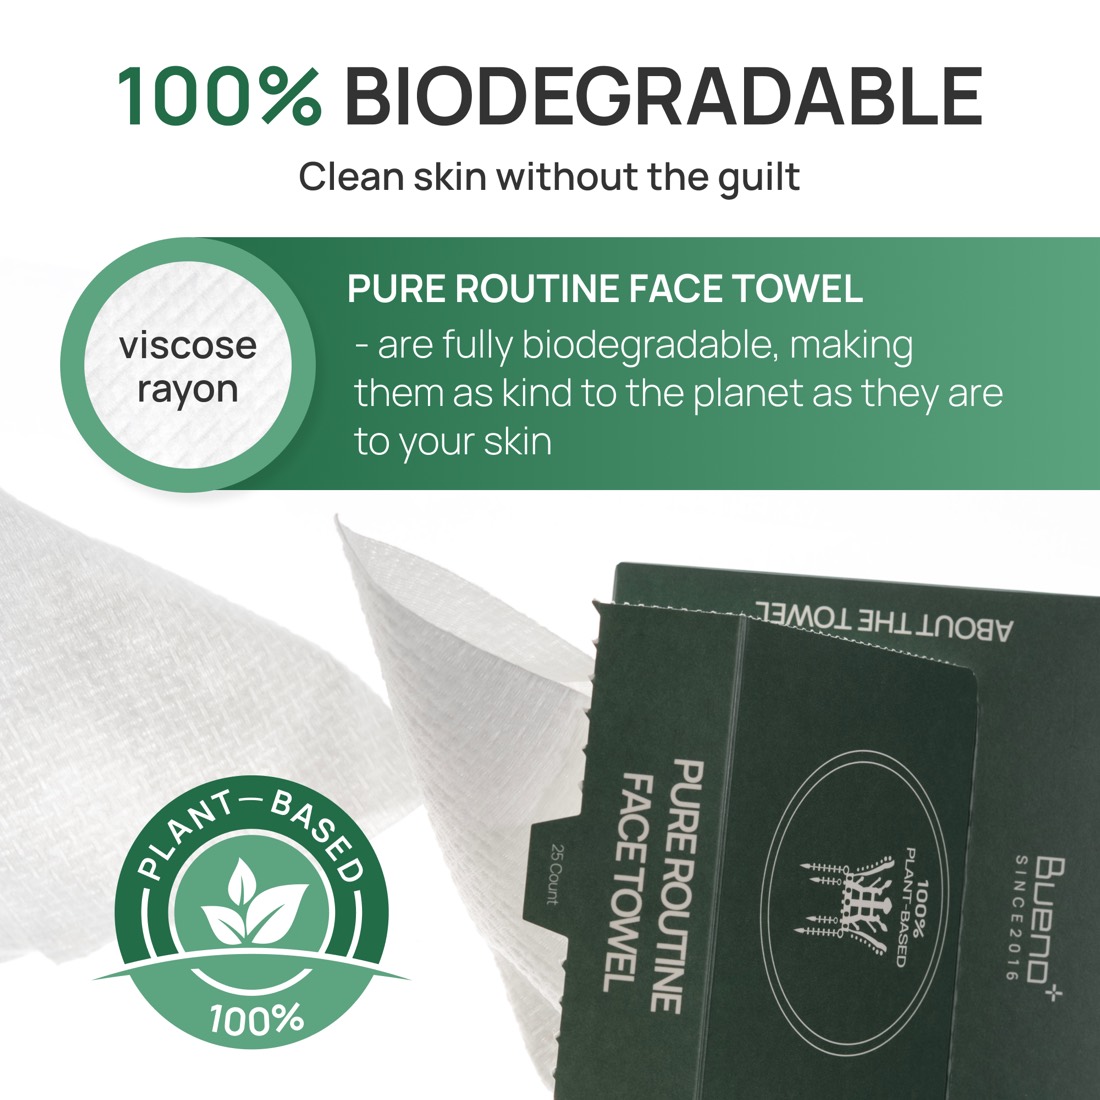 100% BIODEGRADABLE
Clean skin without the guilt
viscose
rayon
PURE ROUTINE FACE TOWEL
- are fully biodegradable, making
them as kind to the planet as they are
to your skin
ABOUT THE TOWEL
PURE ROUTINE
FACE TOWEL
25 Count
100%
PLANT-BASED
Bueno+
SINCE2016
PLANT-BASED
100%